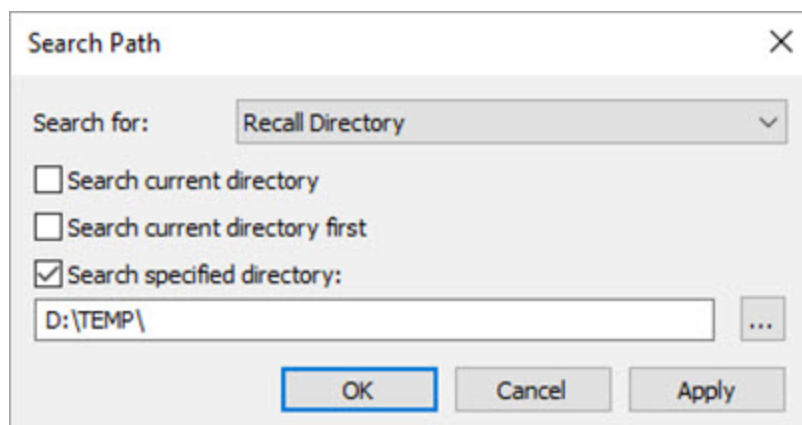 Search Path
Search for: Recall Directory
Search current directory
Search current directory first
Search specified directory:
D:\TEMP\
...
OK Cancel Apply